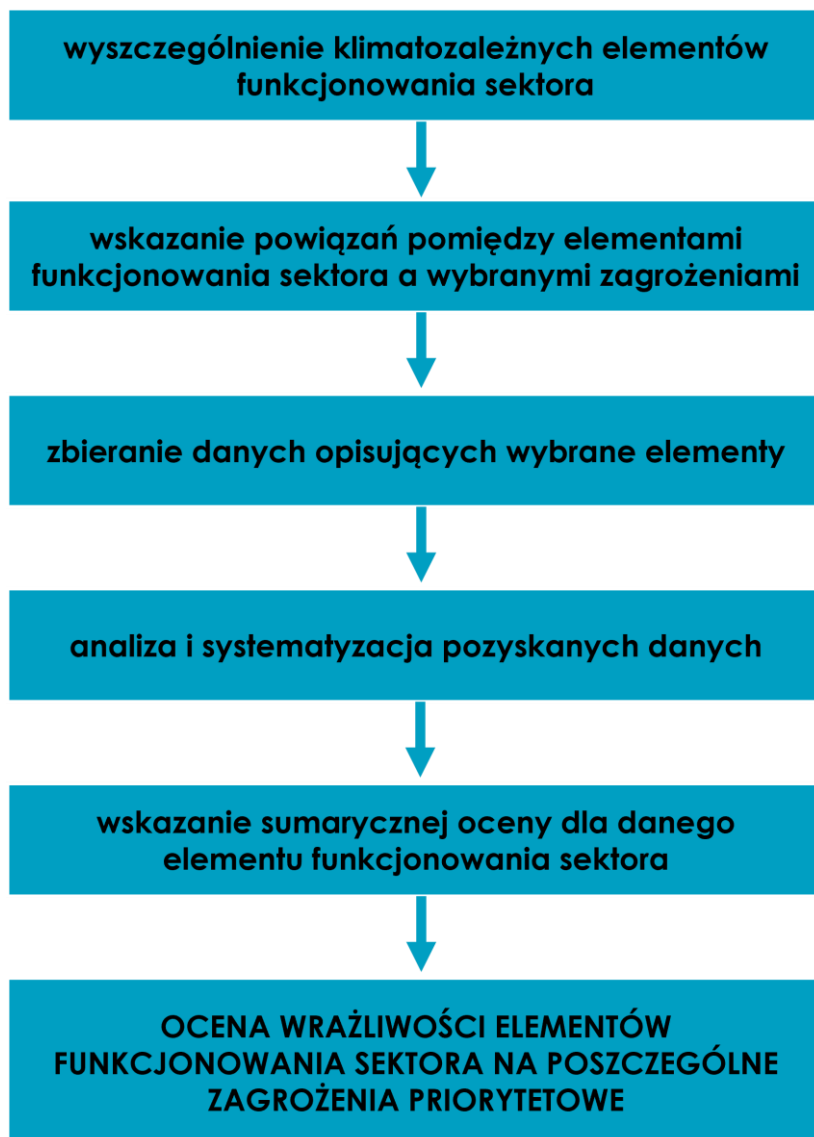 wyszczególnienie klimatozależnych elementów
funkcjonowania sektora
wskazanie powiązań pomiędzy elementami
funkcjonowania sektora a wybranymi zagrożeniami
zbieranie danych opisujących wybrane elementy
analiza i systematyzacja pozyskanych danych
wskazanie sumarycznej oceny dla danego
elementu funkcjonowania sektora
OCENA WRAŻLIWOŚCI ELEMENTÓW
FUNKCJONOWANIA SEKTORA NA POSZCZEGÓLNE
ZAGROŻENIA PRIORYTETOWE